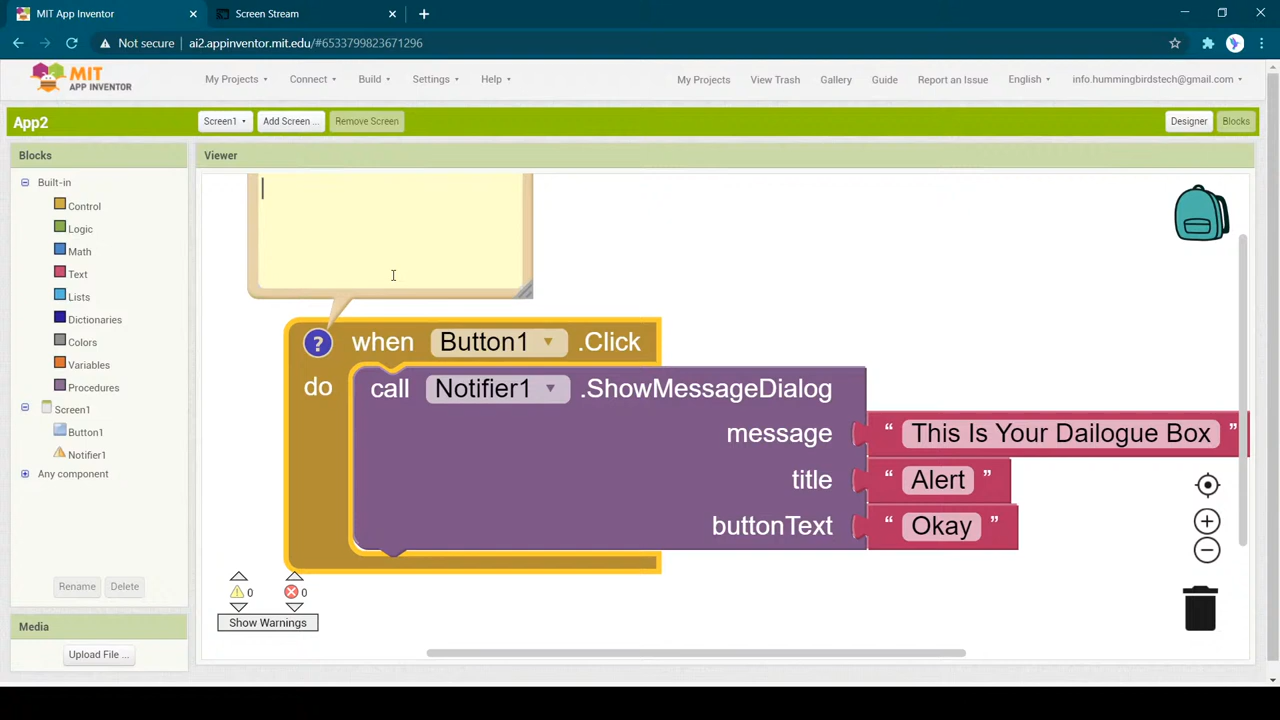 MIT App Inventor
Screen Stream
Not secure
ai2.appinventor.mit.edu/#6533799823671296
MIT
APP INVENTOR
My Projects
Connect
Build
Settings
Help
My Projects
View Trash
Gallery
Guide
Report an Issue
English
info.hummingbirdstech@gmail.com
App2
Screen1
Add Screen ...
Remove Screen
Designer
Blocks
Blocks
Viewer
Built-in
Control
Logic
Math
Text
Lists
Dictionaries
Colors
Variables
Procedures
Screen1
Button1
Notifier1
Any component
Rename
Delete
Media
Upload File ...
? when Button1 .Click
do
call Notifier1 .ShowMessageDialog
message “ This Is Your Dailogue Box ”
title “ Alert ”
buttonText “ Okay ”
0
0
Show Warnings